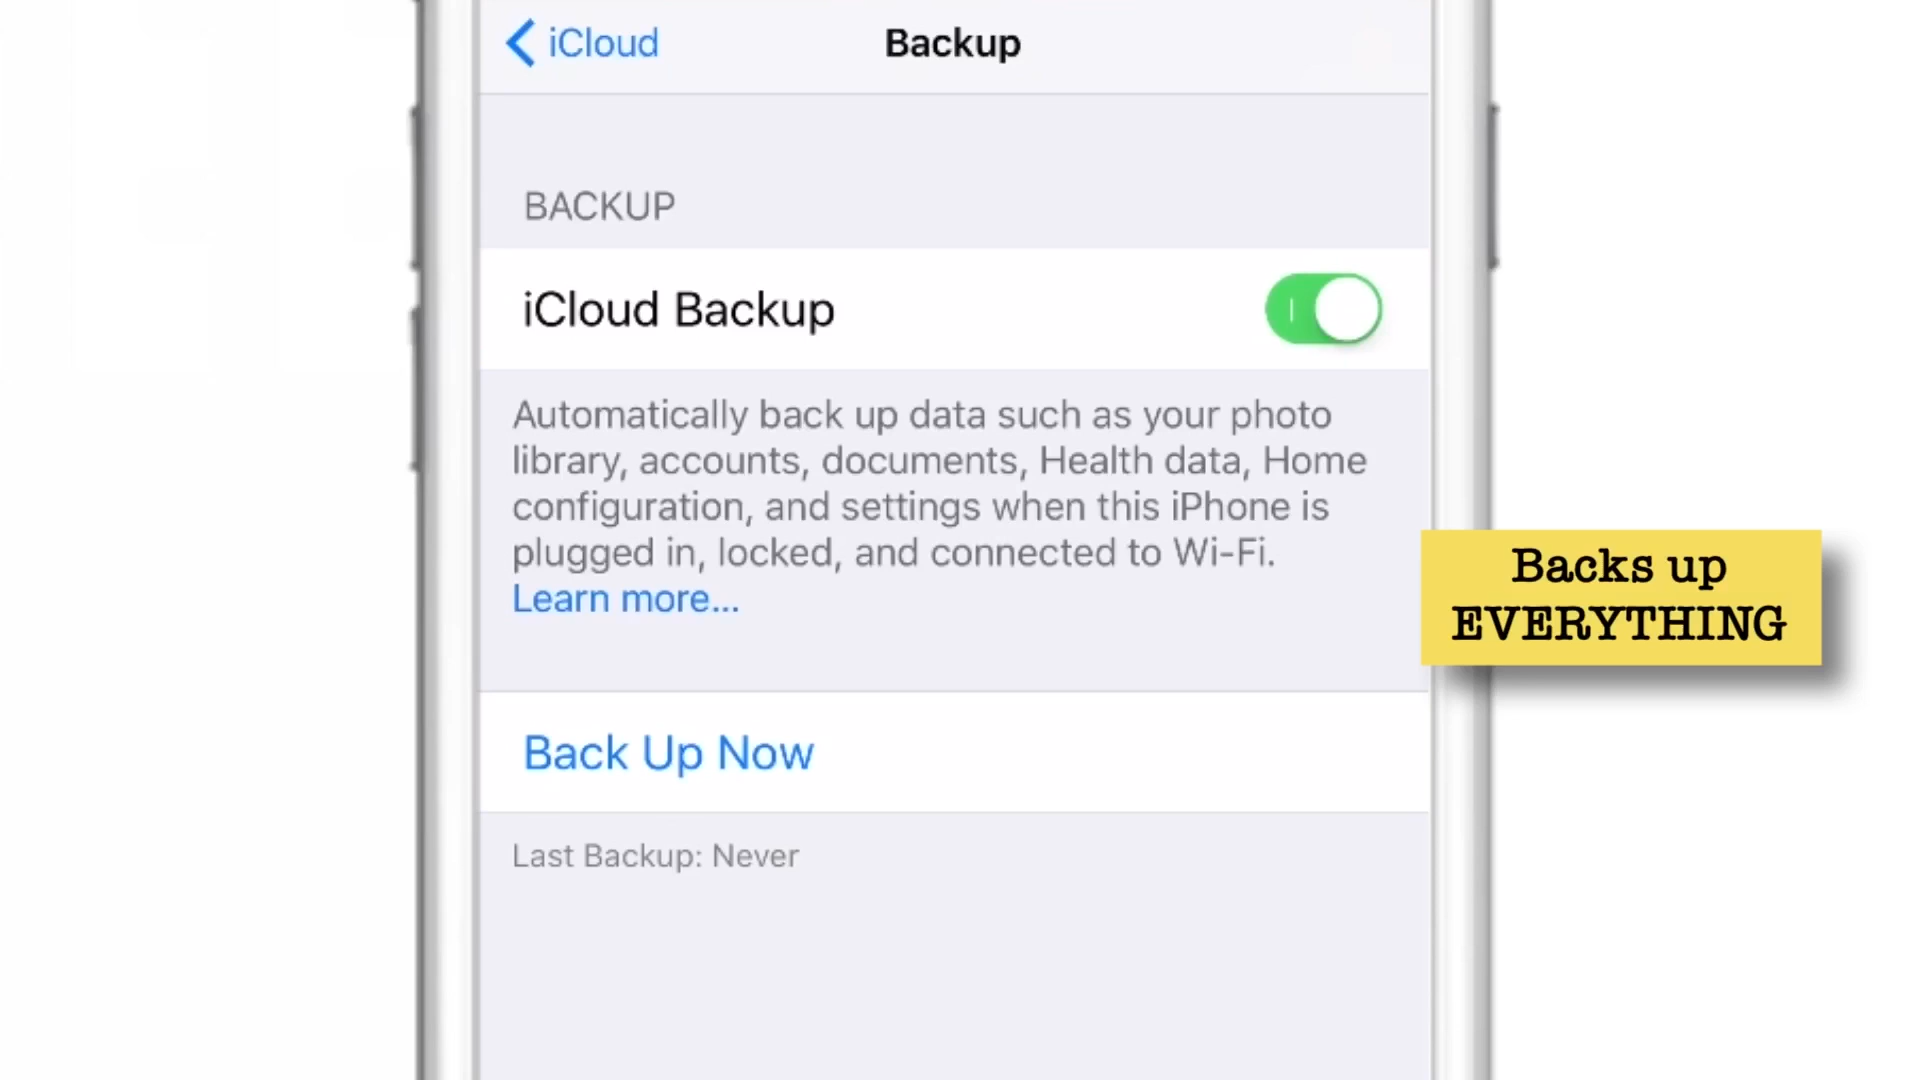 iCloud
Backup
BACKUP
iCloud Backup
Automatically back up data such as your photo
library, accounts, documents, Health data, Home
configuration, and settings when this iPhone is
plugged in, locked, and connected to Wi-Fi.
Learn more...
Backs up
EVERYTHING
Back Up Now
Last Backup: Never